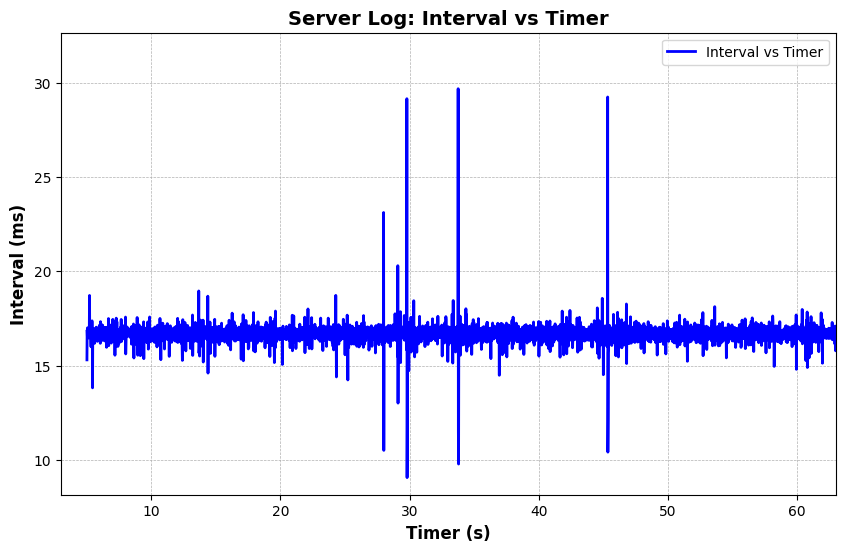 Server Log: Interval vs Timer
Interval vs Timer
30
25
20
15
10
Interval (ms)
10 20 30 40 50 60
Timer (s)